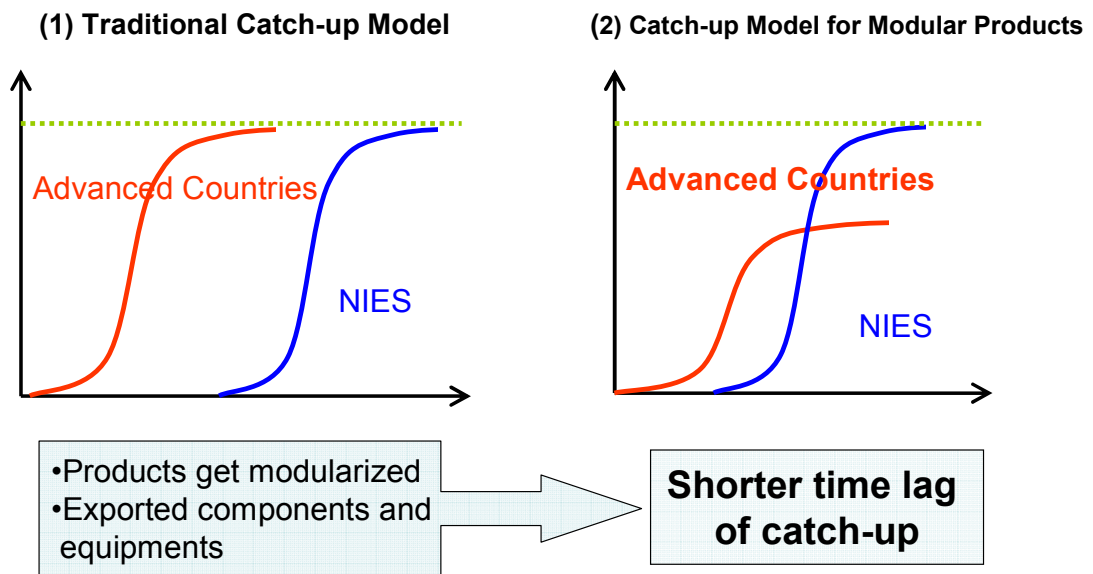 (1) Traditional Catch-up Model
(2) Catch-up Model for Modular Products
Advanced Countries
NIES
Advanced Countries
NIES
•Products get modularized
•Exported components and
equipments
Shorter time lag
of catch-up